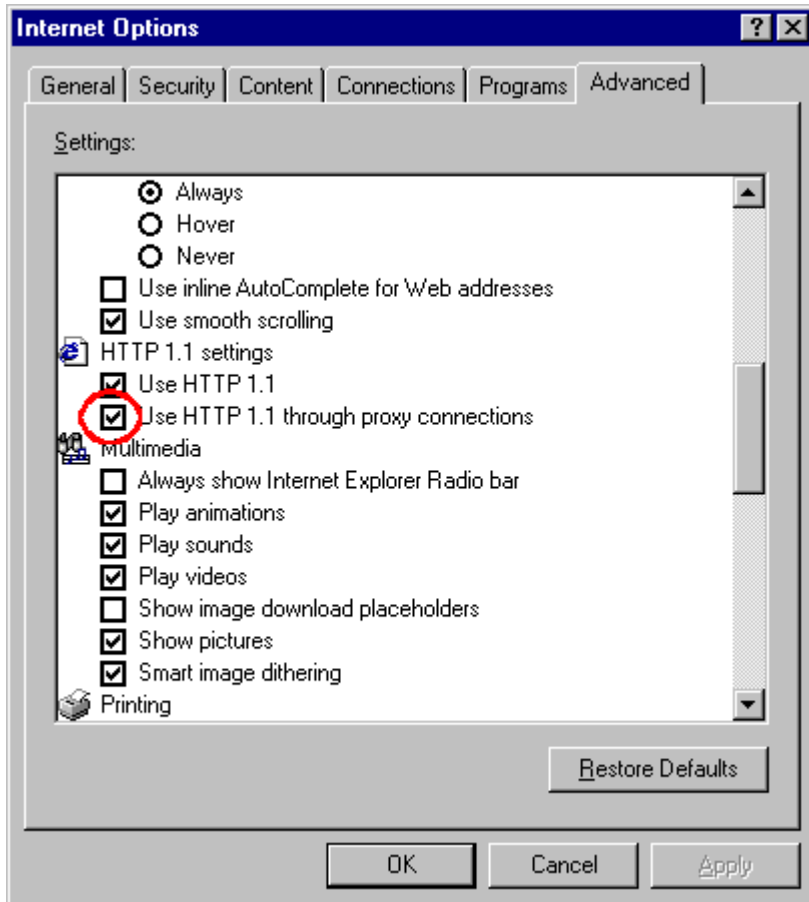 Internet Options
General Security Content Connections Programs Advanced
Settings:
Always
Hover
Never
Use inline AutoComplete for Web addresses
Use smooth scrolling
HTTP 1.1 settings
Use HTTP 1.1
Use HTTP 1.1 through proxy connections
Multimedia
Always show Internet Explorer Radio bar
Play animations
Play sounds
Play videos
Show image download placeholders
Show pictures
Smart image dithering
Printing
Restore Defaults
OK Cancel Apply